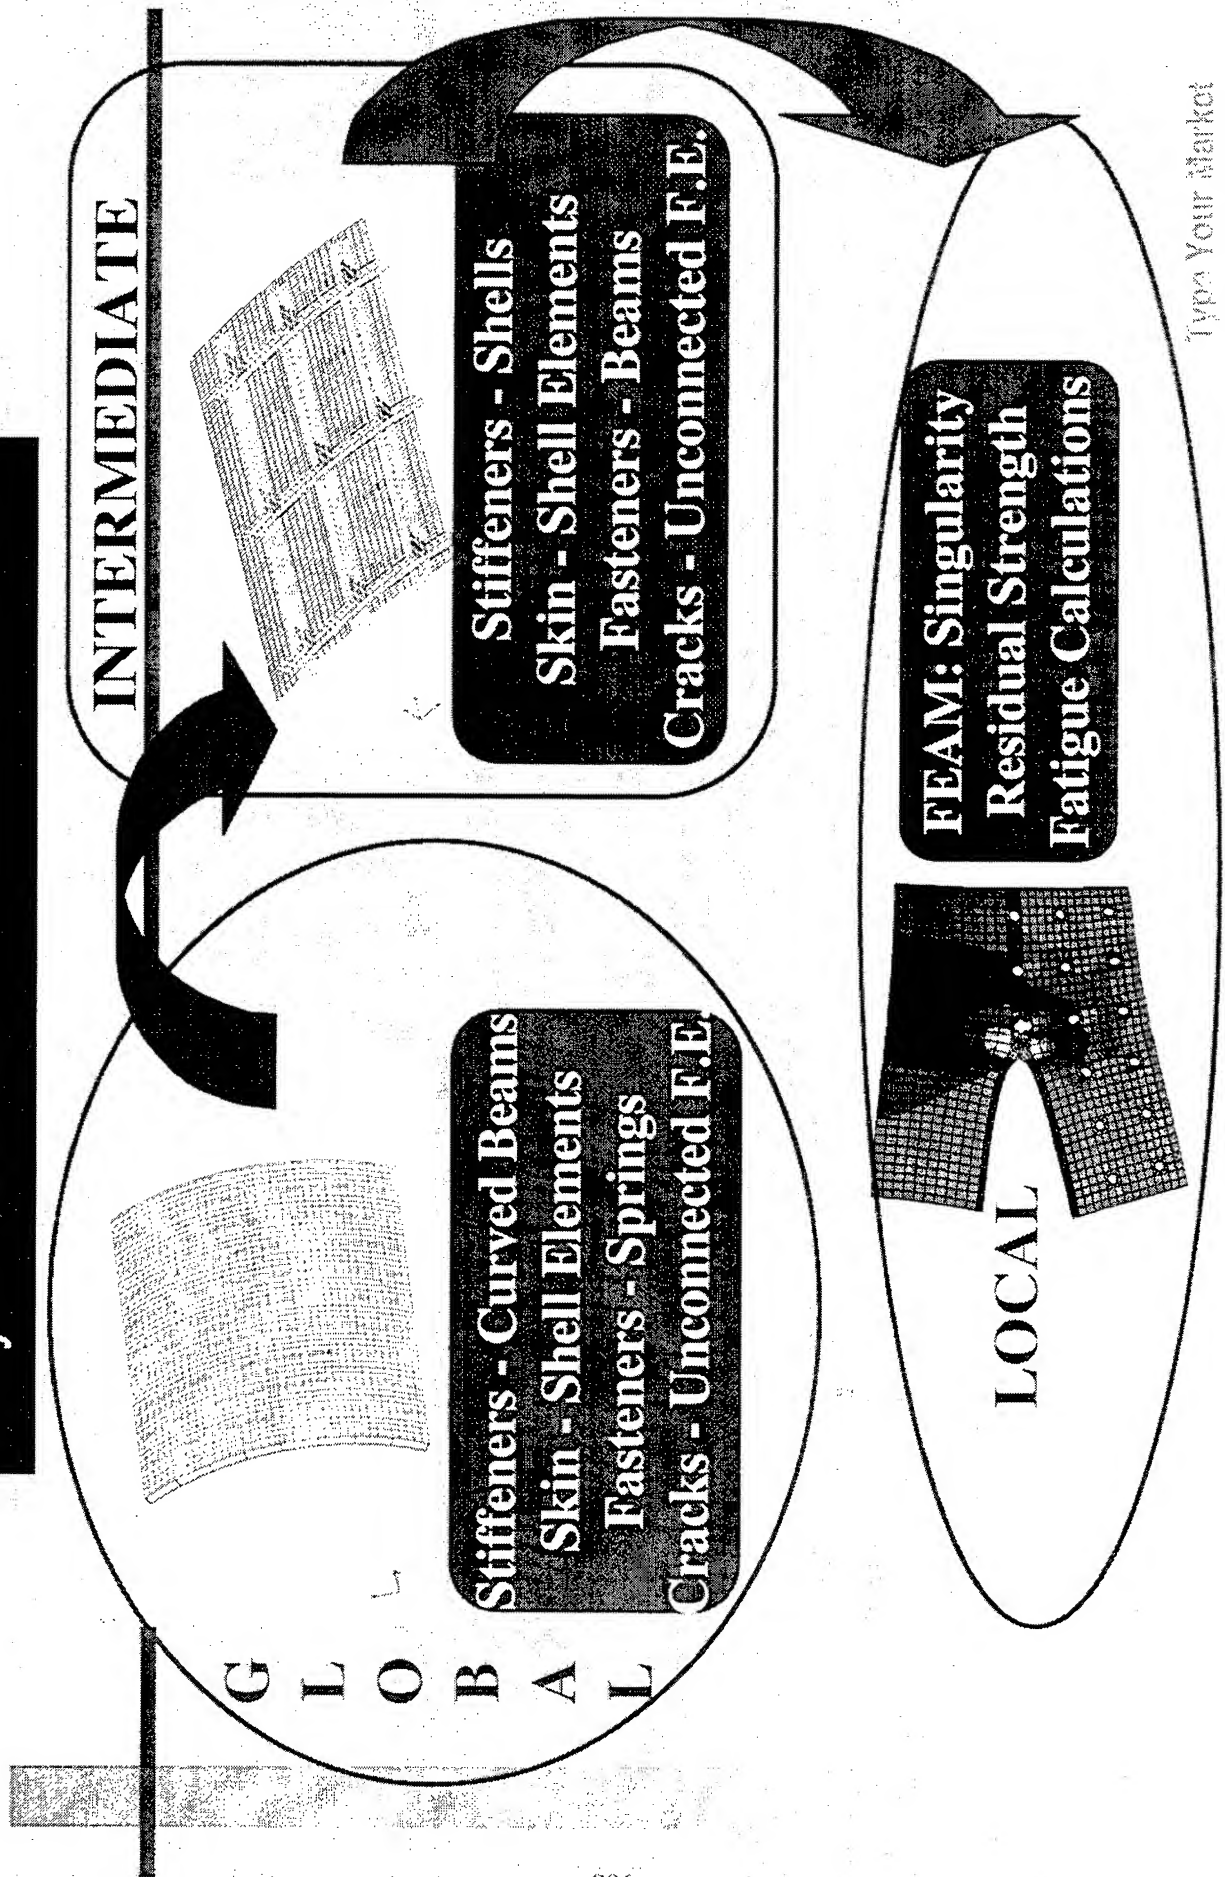 INTERMEDIATE
Stiffeners - Shells
Skin - Shell Elements
Fasteners - Beams
Cracks - Unconnected F.E.
G
L
O
B
A
L
Stiffeners - Curved Beams
Skin - Shell Elements
Fasteners - Springs
Cracks - Unconnected F.E.
LOCAL
FEAM: Singularity
Residual Strength
Fatigue Calculations
Type Your Market